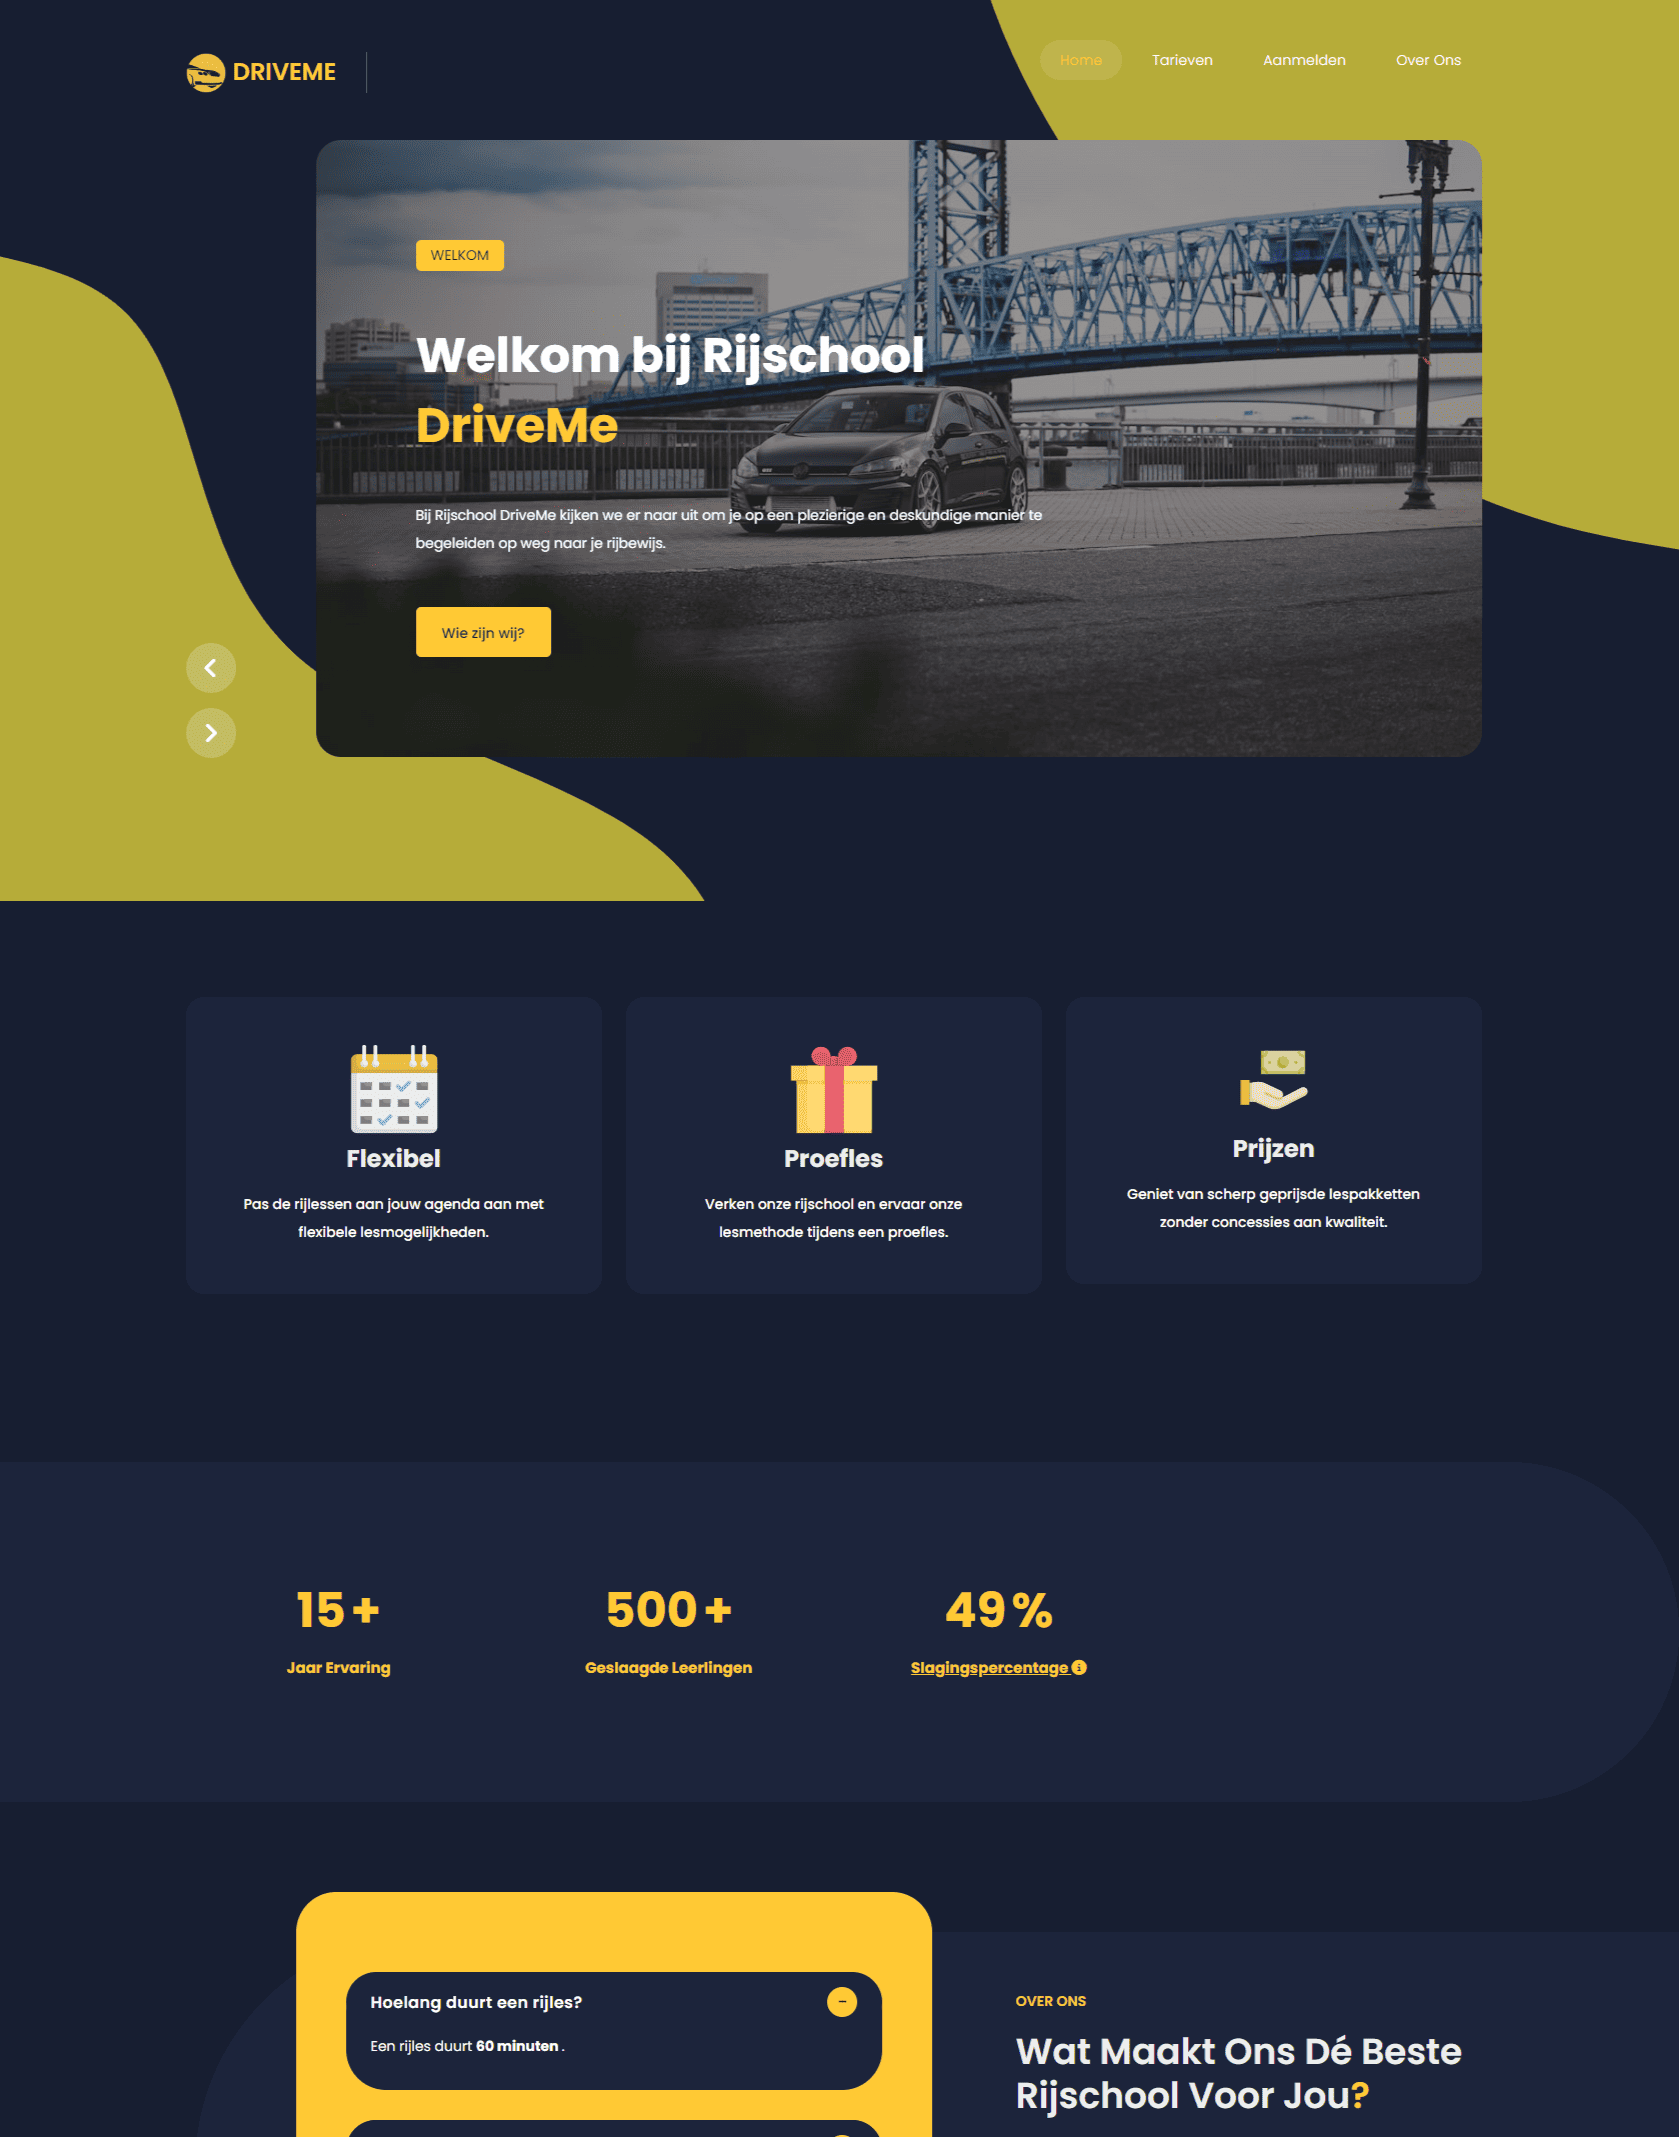 DRIVEME
Home
Tarieven
Aanmelden
Over Ons
WELKOM
Welkom bij Rijschool
DriveMe
Bij Rijschool DriveMe kijken we er naar uit om je op een plezierige en deskundige manier te
begeleiden op weg naar je rijbewijs.
Wie zijn wij?
Flexibel
Pas de rijlessen aan jouw agenda aan met
flexibele lesmogelijkheden.
Proefles
Verken onze rijschool en ervaar onze
lesmethode tijdens een proefles.
Prijzen
Geniet van scherp geprijsde lespakketten
zonder concessies aan kwaliteit.
15 +
Jaar Ervaring
500 +
Geslaagde Leerlingen
49 %
Slagingspercentage
Hoelang duurt een rijles?
Een rijles duurt 60 minuten .
OVER ONS
Wat Maakt Ons Dé Beste
Rijschool Voor Jou?